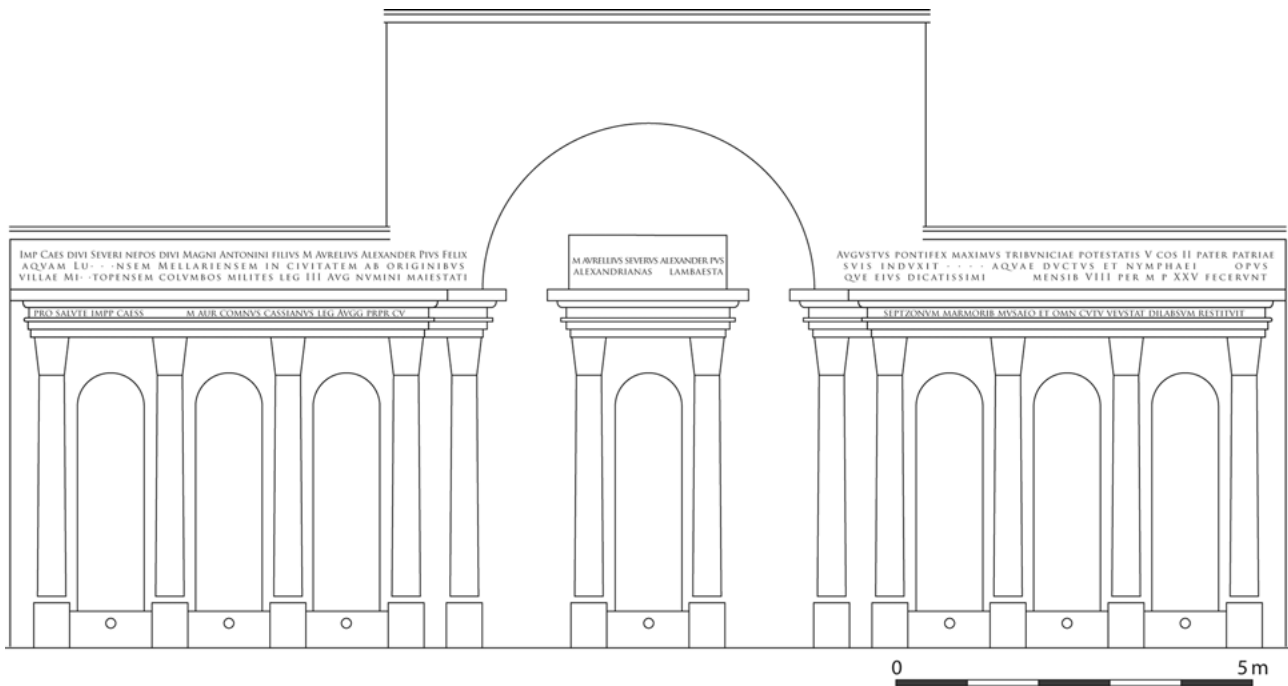 IMP CAES DIVI SEVERI NEPOS DIVI MAGNI ANTONINI FILIVS M AVRELIVS ALEXANDER PIVS FELIX
AQVAM LU- - -NSEM MELLARIENSEM IN CIVITATEM AB ORIGINIBVS
VILLAE MI- -TOPENSEM COLVMBOS MILITES LEG III AVG NVMINI MAIESTATI
PRO SALVTE IMPP CAESS M AUR COMNVS CASSIANVS LEG AVGG PRPR CV
M AVRELLIVS SEVERVS ALEXANDER PVS
ALEXANDRIANAS LAMBAESTA
AVGVSTVS PONTIFEX MAXIMVS TRIBVNICIAE POTESTATIS V COS II PATER PATRIAE
SVIS INDVXIT - - - - AQVAE DVCTVS ET NYMPHAEI OPVS
QVE EIVS DICATISSIMI MENSIB VIII PER M P XXV FECERVNT
SEPTZONVM MARMORIB MVSAEO ET OMN CVTV VEVSTAT DILABSVM RESTITVIT
0 5 m